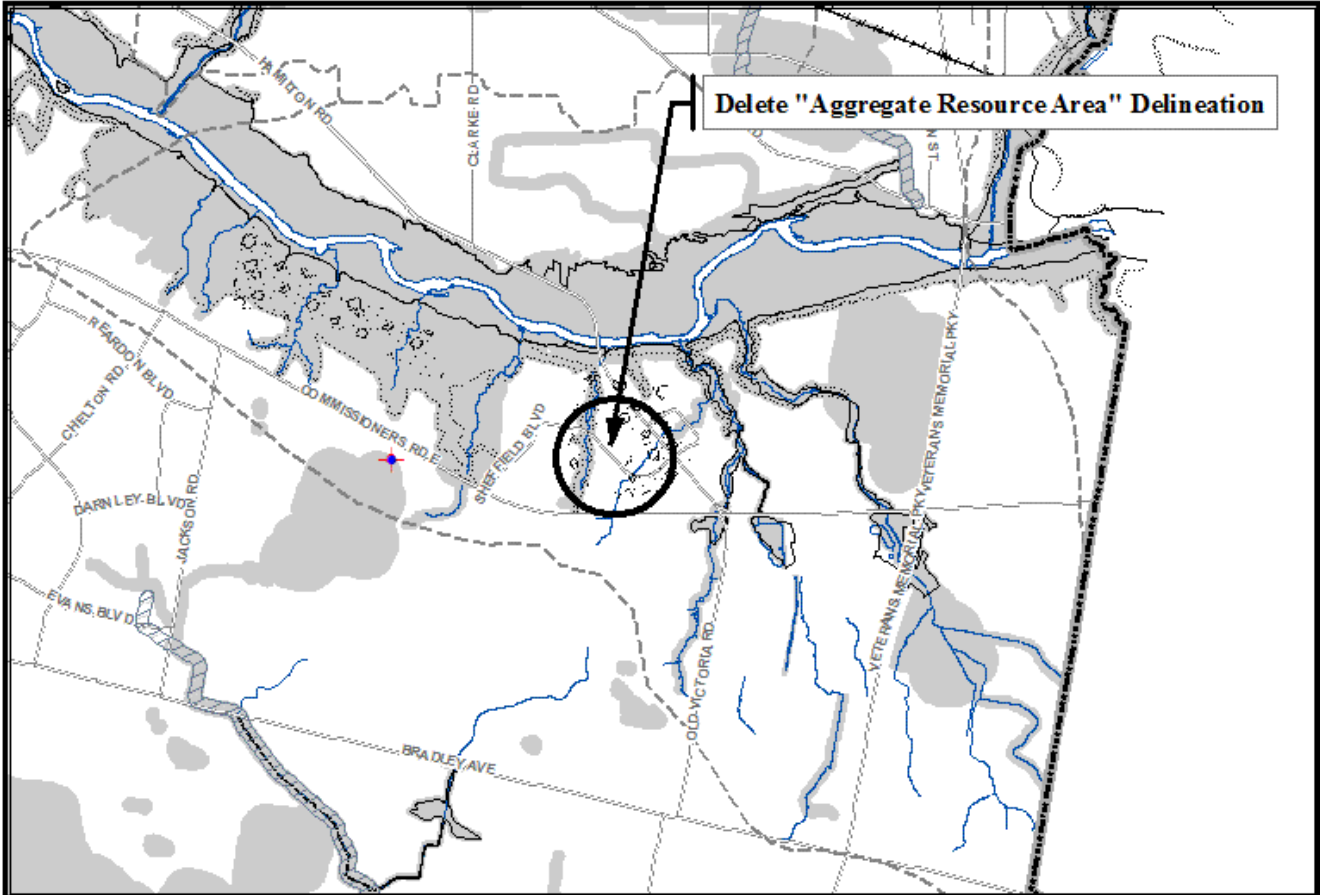 HAMILTON RD
CLARKE RD
Delete "Aggregate Resource Area" Delineation
N ST
REARDON BLVD
CHELTON RD
COMMISSIONERS RD E
SHEFFIELD BLVD
VETERANS MEMORIAL PKY
DARNLEY BLVD
JACKSON RD
EVANS BLVD
OLD VICTORIA RD
VETERANS MEMORIAL PKY
BRADLEY AVE